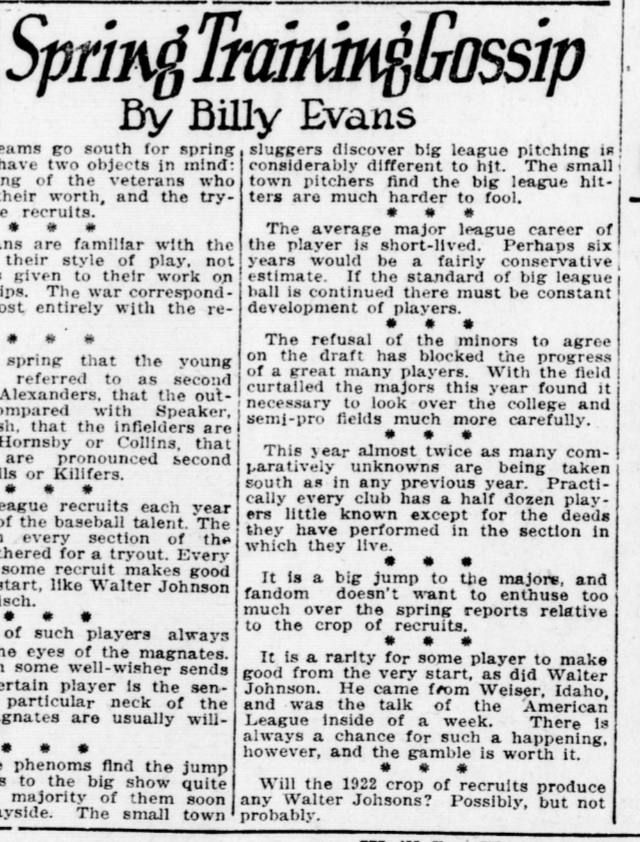 Spring Training Gossip
By Billy Evans
eams go south for spring
have two objects in mind:
ng of the veterans who
their worth, and the try-
e recruits.
* * *
ans are familiar with the
their style of play, not
given to their work on
ips. The war correspond-
ost entirely with the re-
* * *
spring that the young
referred to as second
Alexanders, that the out-
ompared with Speaker,
sh, that the infielders are
Hornsby or Collins, that
are pronounced second
lls or Kilifers.
* * *
eague recruits each year
of the baseball talent. The
n every section of the
thered for a tryout. Every
some recruit makes good
start, like Walter Johnson
isch.
* * *
of such players always
he eyes of the magnates.
n some well-wisher sends
ertain player is the sen-
particular neck of the
gnates are usually will-
* * *
e phenoms find the jump
s to the big show quite
majority of them soon
ayside. The small town
sluggers discover big league pitching is
considerably different to hit. The small
town pitchers find the big league hit-
ters are much harder to fool.
* * *
The average major league career of
the player is short-lived. Perhaps six
years would be a fairly conservative
estimate. If the standard of big league
ball is continued there must be constant
development of players.
* * *
The refusal of the minors to agree
on the draft has blocked the progress
of a great many players. With the field
curtailed the majors this year found it
necessary to look over the college and
semi-pro fields much more carefully.
* * *
This year almost twice as many com-
paratively unknowns are being taken
south as in any previous year. Practi-
cally every club has a half dozen play-
ers little known except for the deeds
they have performed in the section in
which they live.
* * *
It is a big jump to the majors, and
fandom doesn't want to enthuse too
much over the spring reports relative
to the crop of recruits.
* * *
It is a rarity for some player to make
good from the very start, as did Walter
Johnson. He came from Weiser, Idaho,
and was the talk of the American
League inside of a week. There is
always a chance for such a happening,
however, and the gamble is worth it.
* * *
Will the 1922 crop of recruits produce
any Walter Johsons? Possibly, but not
probably.